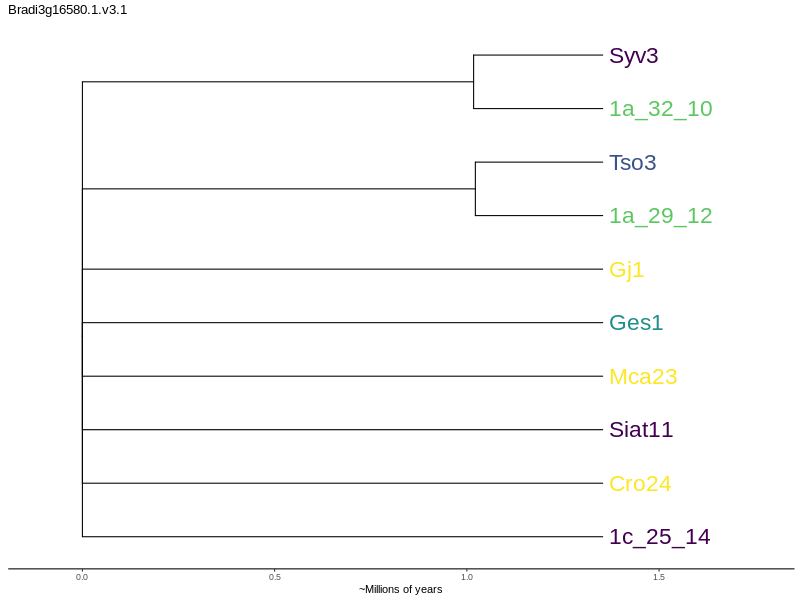 Bradi3g16580.1.v3.1
Syv3
1a_32_10
Tso3
1a_29_12
Gj1
Ges1
Mca23
Siat11
Cro24
1c_25_14
0.0 0.5 1.0 1.5
~Millions of years